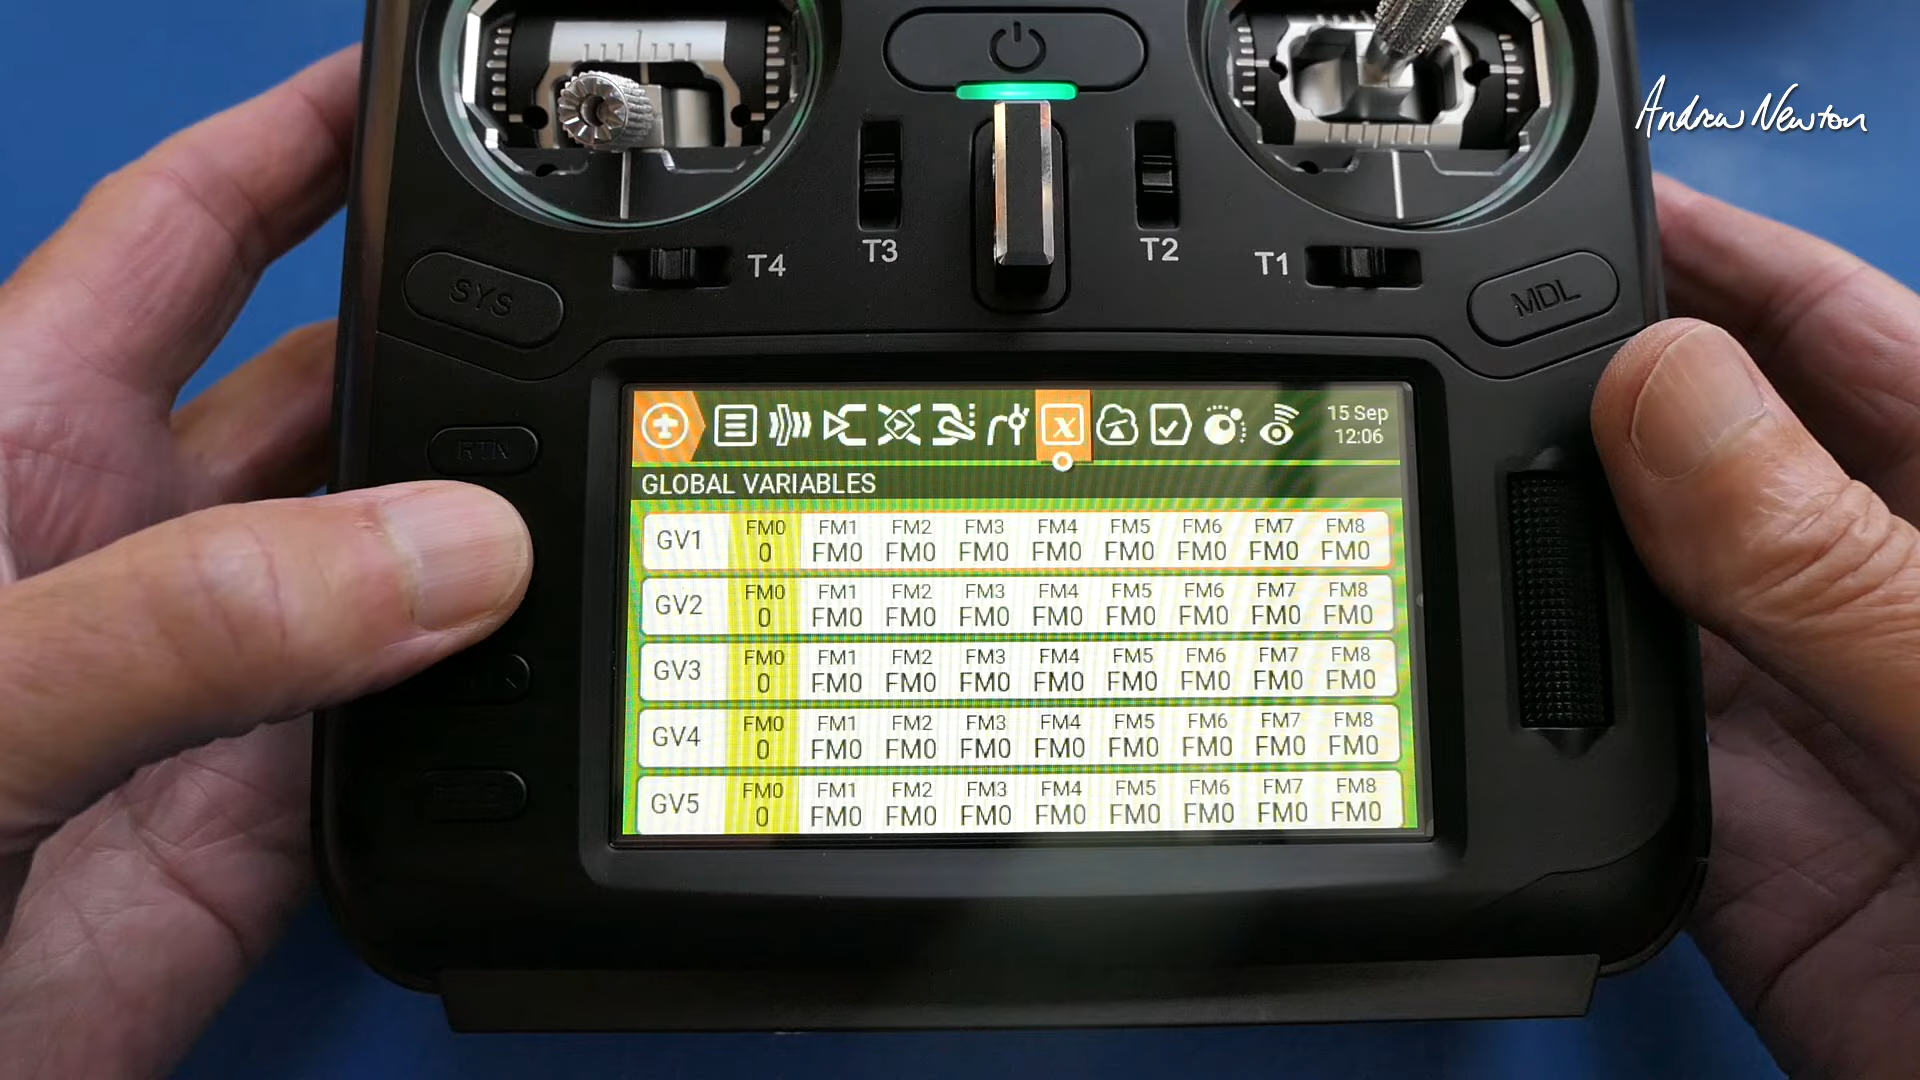 Andrew Newton
T4
T3
T2
T1
SYS
MDL
RTN
15 Sep
12:06
GLOBAL VARIABLES
GV1 FM0 FM1 FM2 FM3 FM4 FM5 FM6 FM7 FM8
0 FM0 FM0 FM0 FM0 FM0 FM0 FM0 FM0
GV2 FM0 FM1 FM2 FM3 FM4 FM5 FM6 FM7 FM8
0 FM0 FM0 FM0 FM0 FM0 FM0 FM0 FM0
GV3 FM0 FM1 FM2 FM3 FM4 FM5 FM6 FM7 FM8
0 FM0 FM0 FM0 FM0 FM0 FM0 FM0 FM0
GV4 FM0 FM1 FM2 FM3 FM4 FM5 FM6 FM7 FM8
0 FM0 FM0 FM0 FM0 FM0 FM0 FM0 FM0
GV5 FM0 FM1 FM2 FM3 FM4 FM5 FM6 FM7 FM8
0 FM0 FM0 FM0 FM0 FM0 FM0 FM0 FM0